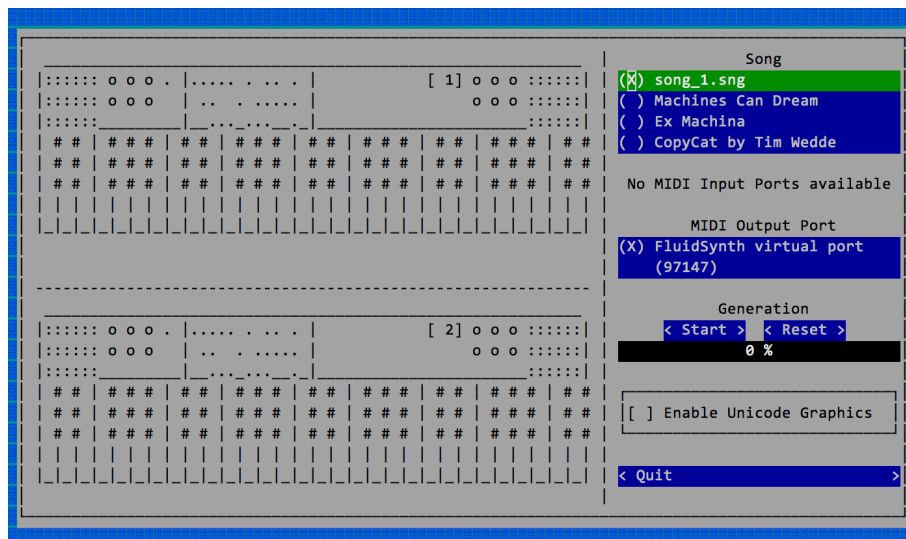 Song
[ 1]
(X) song_1.sng
( ) Machines Can Dream
( ) Ex Machina
( ) CopyCat by Tim Wedde
No MIDI Input Ports available
MIDI Output Port
(X) FluidSynth virtual port
(97147)
Generation
[ 2]
< Start > < Reset >
0 %
[ ] Enable Unicode Graphics
< Quit >